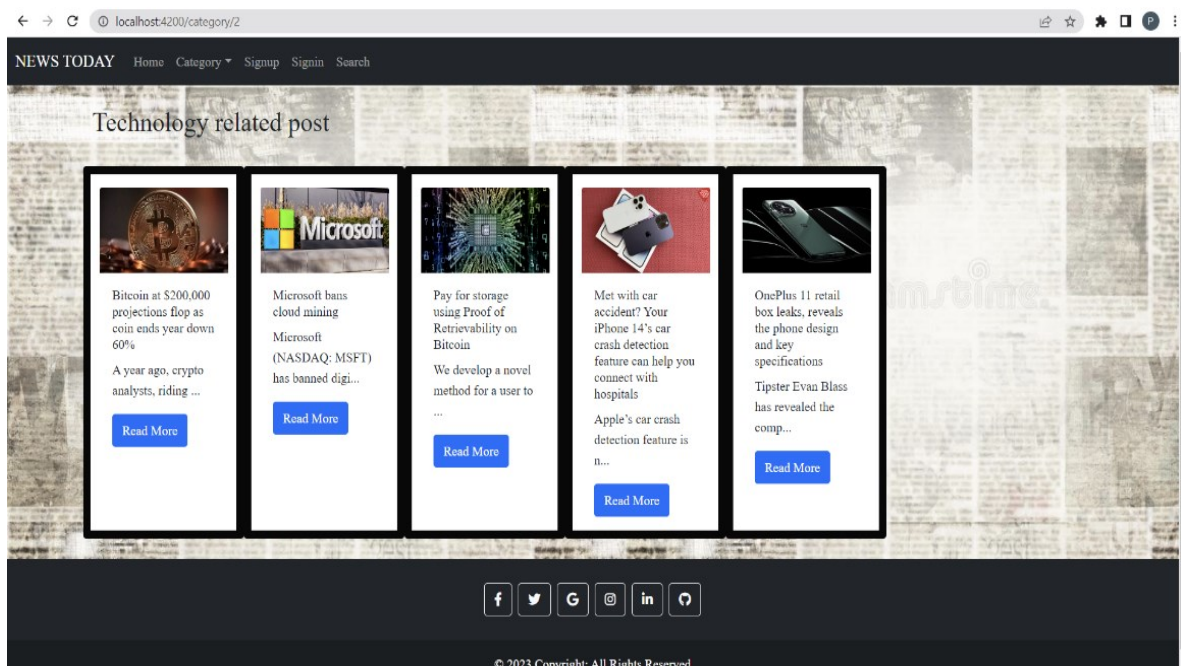 localhost:4200/category/2
P
NEWS TODAY Home Category Signup Signin Search
Technology related post
Microsoft
Bitcoin at $200,000
projections flop as
coin ends year down
60%
A year ago, crypto
analysts, riding ...
Read More
Microsoft bans
cloud mining
Microsoft
(NASDAQ: MSFT)
has banned digi...
Read More
Pay for storage
using Proof of
Retrievability on
Bitcoin
We develop a novel
method for a user to
...
Read More
Met with car
accident? Your
iPhone 14’s car
crash detection
feature can help you
connect with
hospitals
Apple’s car crash
detection feature is
n...
Read More
OnePlus 11 retail
box leaks, reveals
the phone design
and key
specifications
Tipster Evan Blass
has revealed the
comp...
Read More
© 2023 Copyright: All Rights Reserved